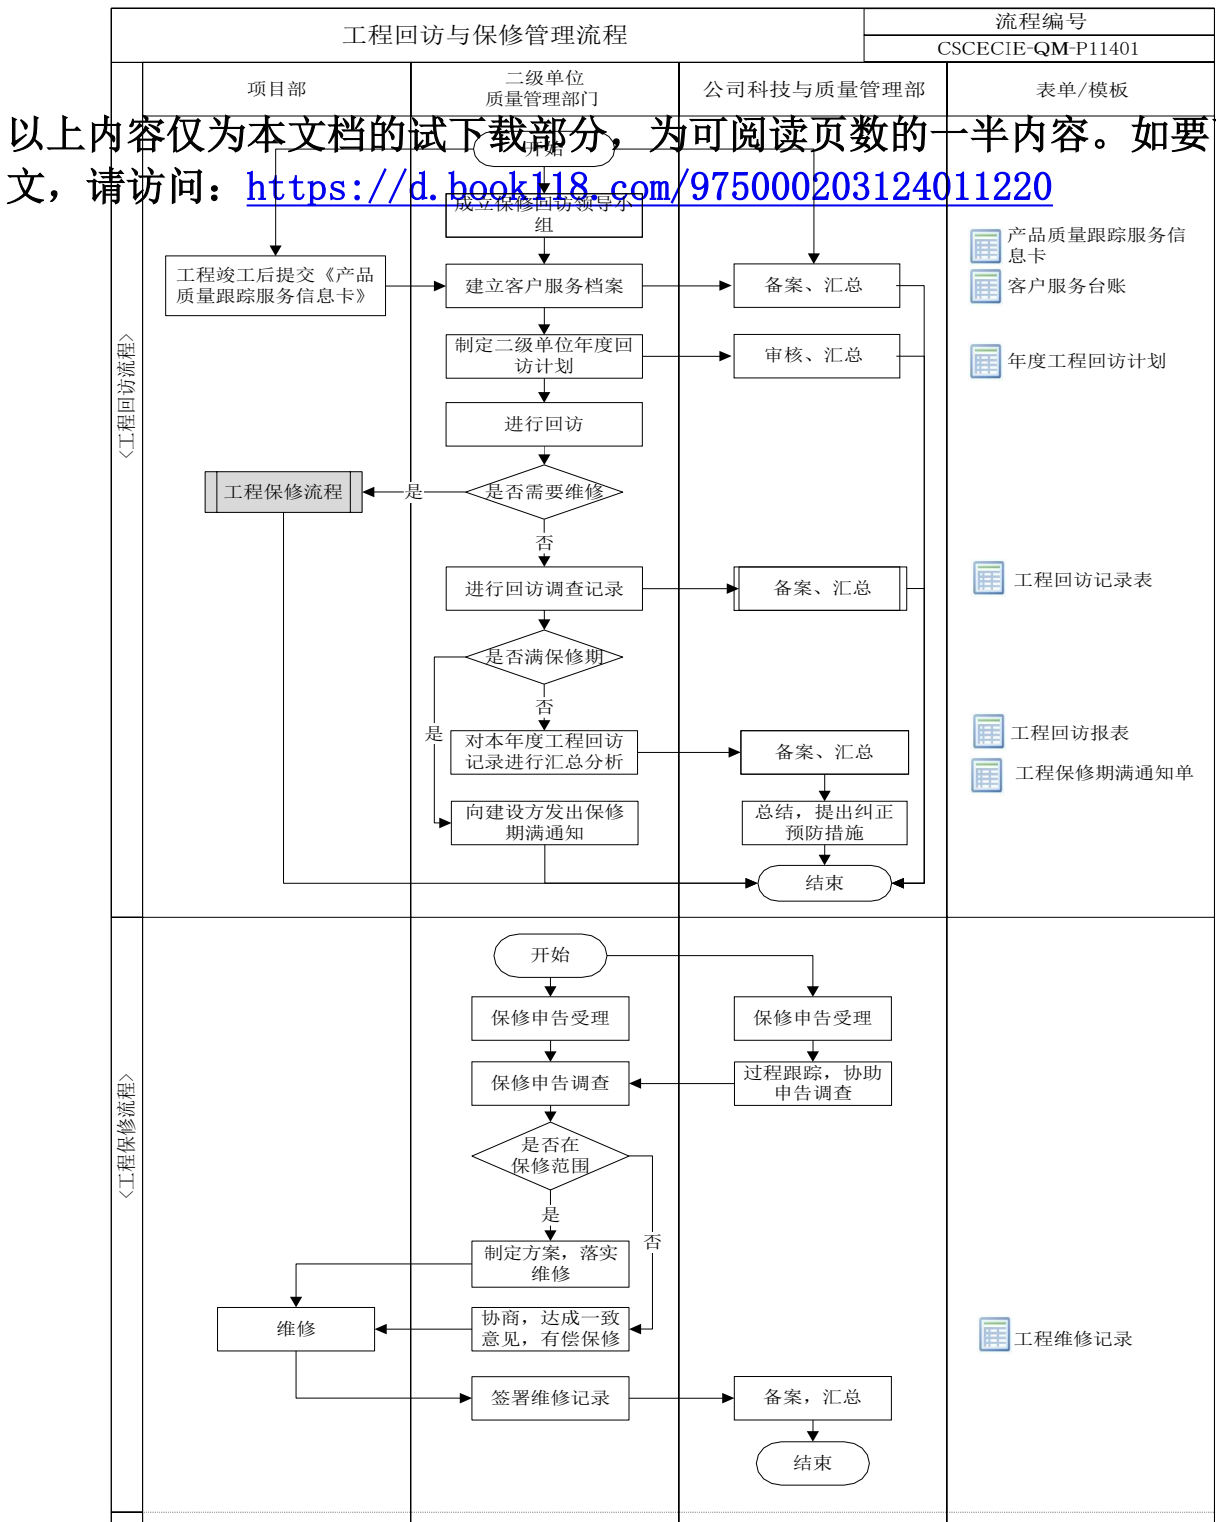 工程回访与保修管理流程
流程编号
CSCECIE-QM-P11401
项目部
二级单位
质量管理部门
公司科技与质量管理部
表单/模板
以上内容仅为本文档的试下载部分，为可阅读页数的一半内容。如要
文，请访问：https://d.book118.com/975000203124011220
<工程回访流程>
开始
成立保修回访领导小
组
工程竣工后提交《产品
质量跟踪服务信息卡》
建立客户服务档案
备案、汇总
产品质量跟踪服务信
息卡
客户服务台账
制定二级单位年度回
访计划
审核、汇总
年度工程回访计划
进行回访
工程保修流程
是
是否需要维修
否
进行回访调查记录
备案、汇总
工程回访记录表
是否满保修期
否
是
对本年度工程回访
记录进行汇总分析
备案、汇总
工程回访报表
工程保修期满通知单
向建设方发出保修
期满通知
总结，提出纠正
预防措施
结束
<工程保修流程>
开始
保修申告受理
保修申告受理
保修申告调查
过程跟踪，协助
申告调查
是否在
保修范围
是
否
制定方案，落实
维修
维修
协商，达成一致
意见，有偿保修
工程维修记录
签署维修记录
备案，汇总
结束